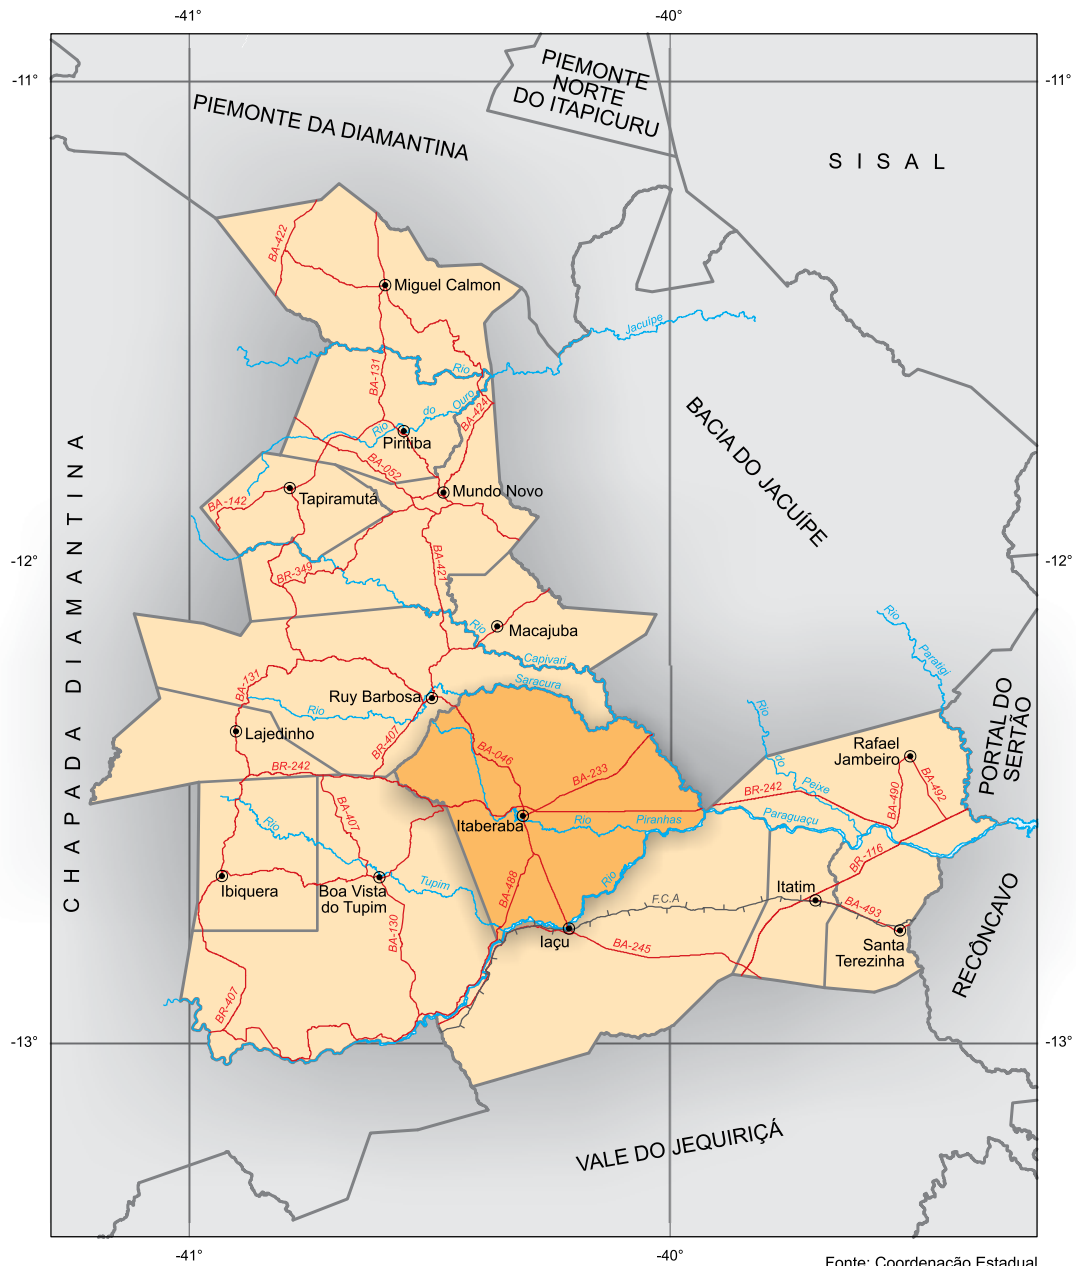 -41°
-40°
-11°
-11°
PIEMONTE
NORTE
DO ITAPICURU
PIEMONTE DA DIAMANTINA
SISAL
BA-422
Miguel Calmon
Jacuípe
Rio
BA-131
Ouro
do
Rio
BA-424
Piritiba
BACIA DO JACUÍPE
CHAPADA DIAMANTINA
BA-052
BA-142
Tapiramutá
Mundo Novo
-12°
-12°
BR-349
BA-421
Rio
Macajuba
Rio
Paratigi
Capivari
Saracura
BA-131
Ruy Barbosa
Rio
Rio
do
Peixe
Lajedinho
BR-407
BR-242
BA-046
BA-233
Rafael
Jambeiro
PORTAL DO
SERTÃO
BR-242
BA-490
BA-492
Rio
BA-407
Itaberaba
Rio
Piranhas
Paraguaçu
BR-116
Ibiquera
Boa Vista
do Tupim
Tupim
BA-488
Rio
F.C.A
Itatim
BA-493
BA-130
Iaçu
BA-245
Santa
Terezinha
RECÔNCAVO
BR-407
-13°
-13°
VALE DO JEQUIRIÇÁ
-41°
-40°
Fonte: Coordenação Estadual